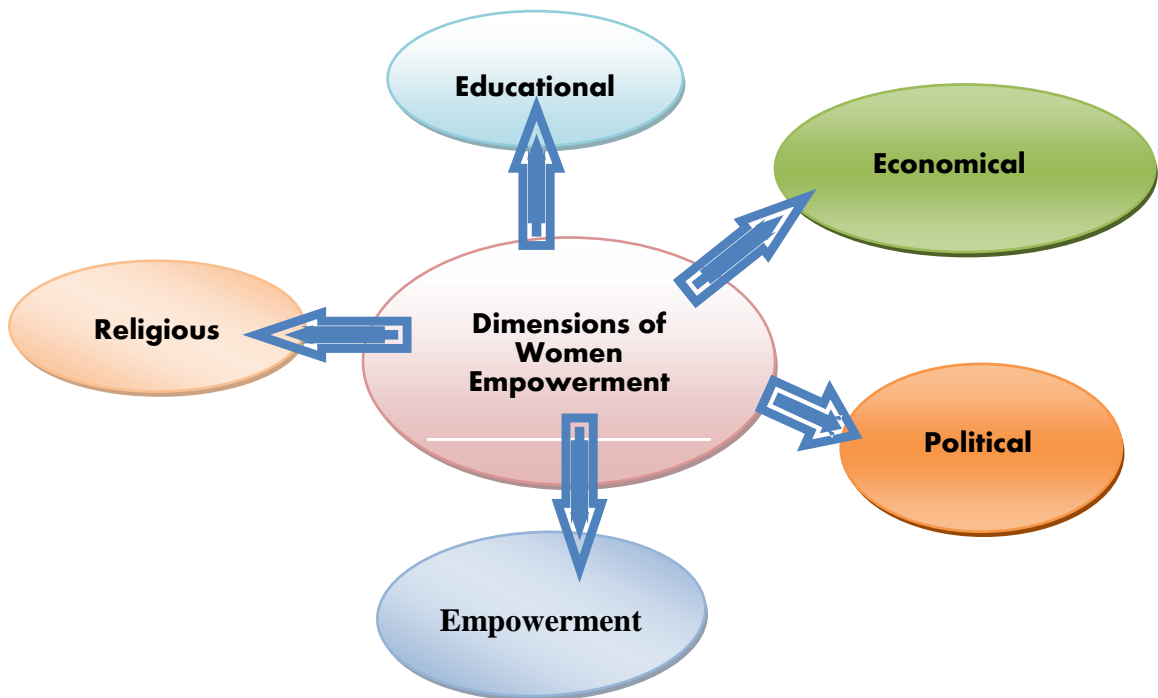 Educational
Economical
Religious
Dimensions of
Women
Empowerment
Political
Empowerment